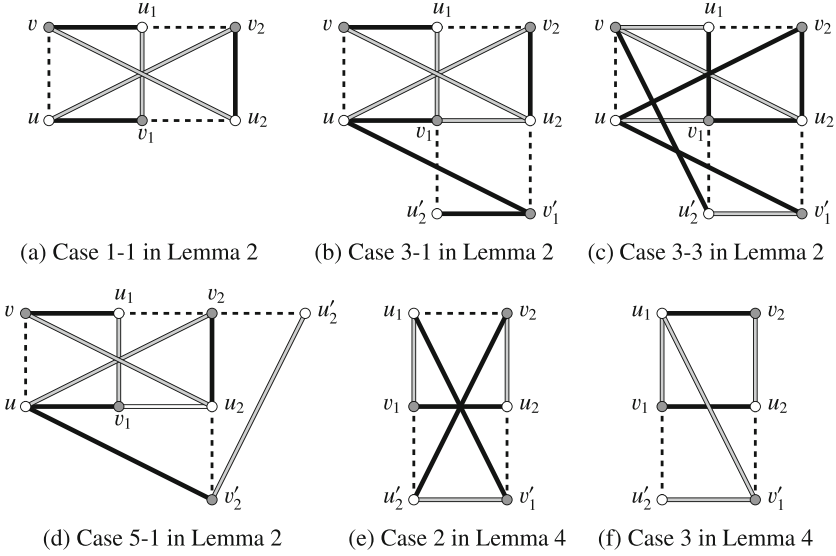 v u₁ v₂
u v₁ u₂
(a) Case 1-1 in Lemma 2
v u₁ v₂
u v₁ u₂
u′₂ v′₁
(b) Case 3-1 in Lemma 2
v u₁ v₂
u v₁ u₂
u′₂ v′₁
(c) Case 3-3 in Lemma 2
v u₁ v₂ u′₂
u v₁ u₂
v′₂
(d) Case 5-1 in Lemma 2
u₁ v₂
v₁ u₂
u′₂ v′₁
(e) Case 2 in Lemma 4
u₁ v₂
v₁ u₂
u′₂ v′₁
(f) Case 3 in Lemma 4